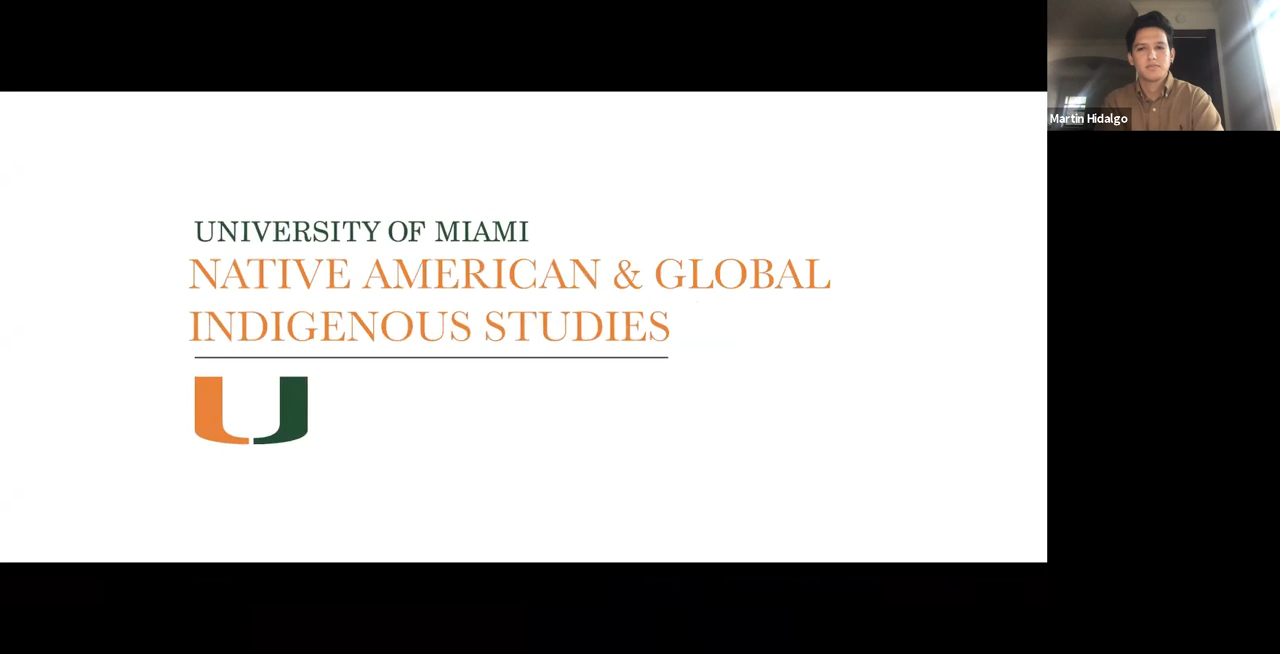 UNIVERSITY OF MIAMI
NATIVE AMERICAN & GLOBAL
INDIGENOUS STUDIES
Martin Hidalgo